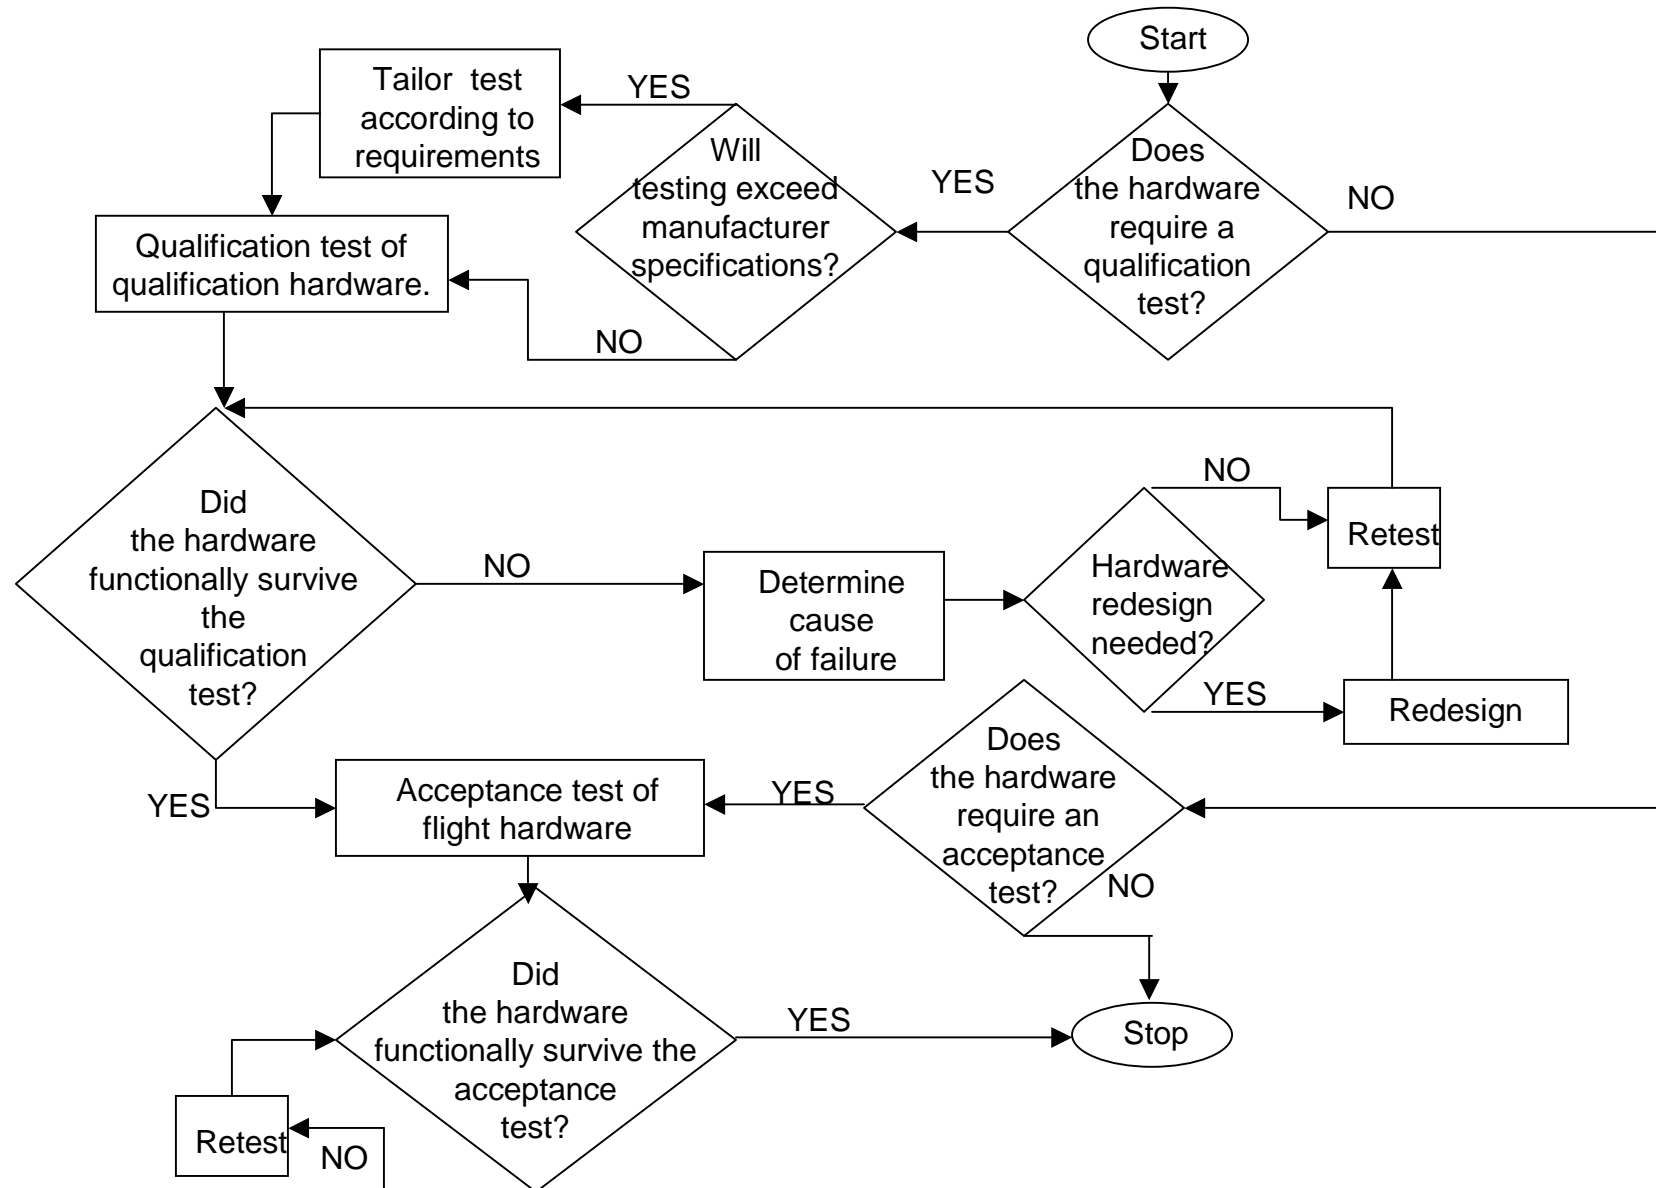 Start
Does
the hardware
require a
qualification
test?
NO
YES
Will
testing exceed
manufacturer
specifications?
YES
Tailor test
according to
requirements
NO
Qualification test of
qualification hardware.
Did
the hardware
functionally survive
the
qualification
test?
NO
Determine
cause
of failure
Hardware
redesign
needed?
NO
Retest
YES
Redesign
YES
Acceptance test of
flight hardware
YES
Does
the hardware
require an
acceptance
test?
NO
Did
the hardware
functionally survive the
acceptance
test?
YES
Stop
Retest
NO